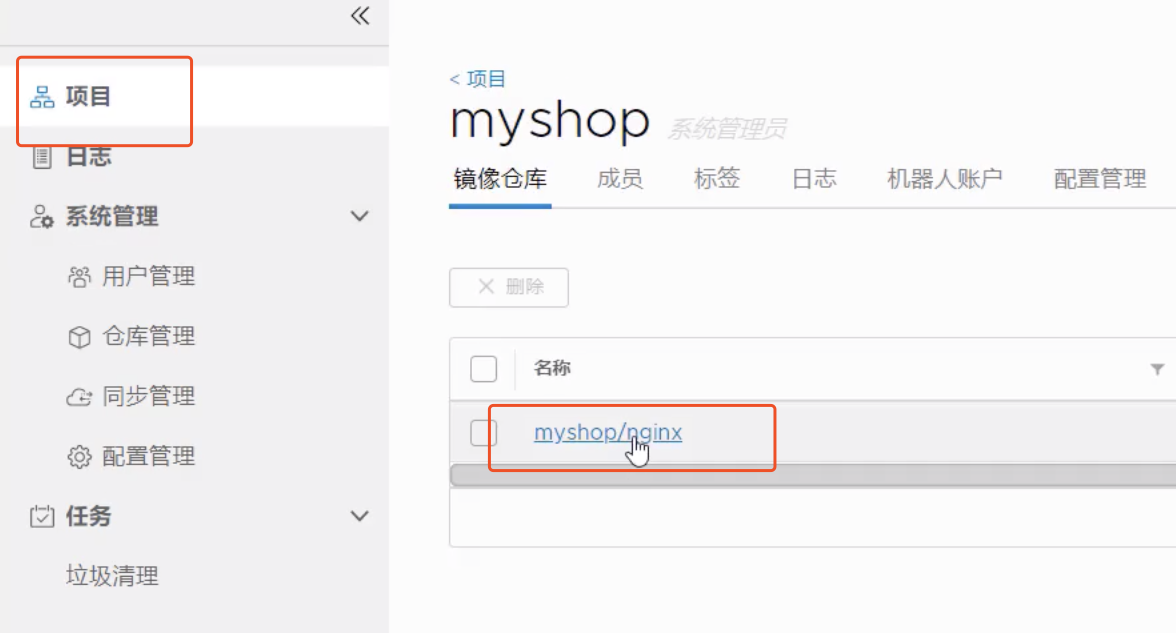 项目
日志
系统管理
用户管理
仓库管理
同步管理
配置管理
任务
垃圾清理
< 项目
myshop 系统管理员
镜像仓库 成员 标签 日志 机器人账户 配置管理
删除
名称
myshop/nginx